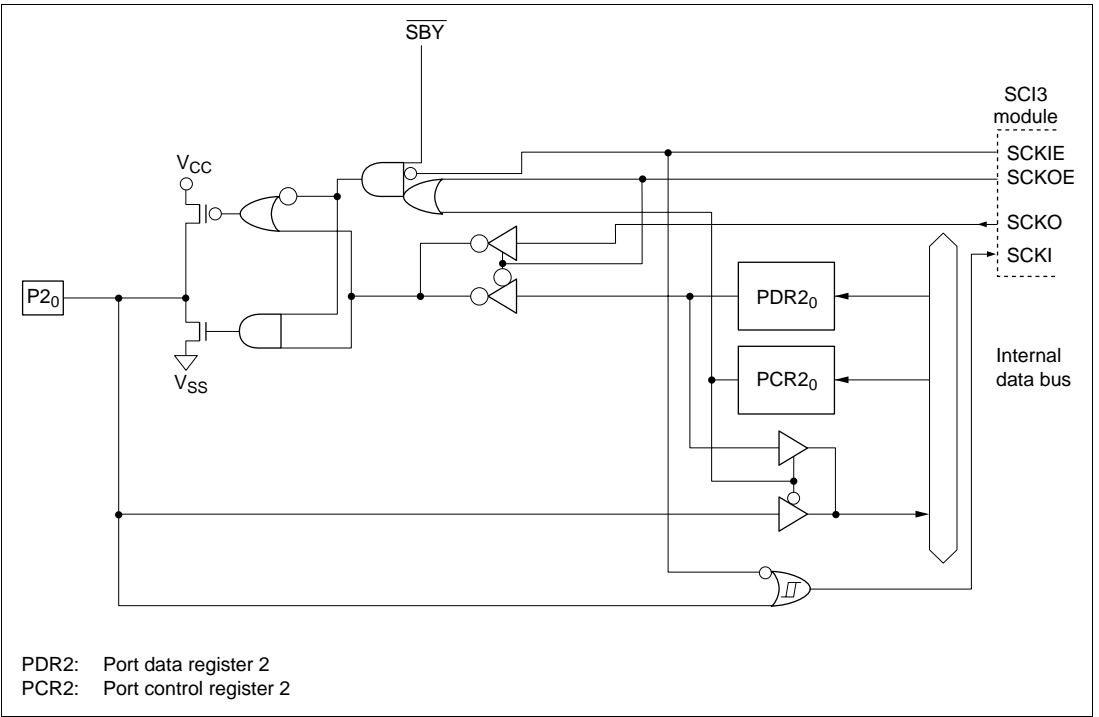 SBY
SCI3
module
SCKIE
SCKOE
SCKO
SCKI
VCC
P20
VSS
PDR20
PCR20
Internal
data bus
PDR2: Port data register 2
PCR2: Port control register 2